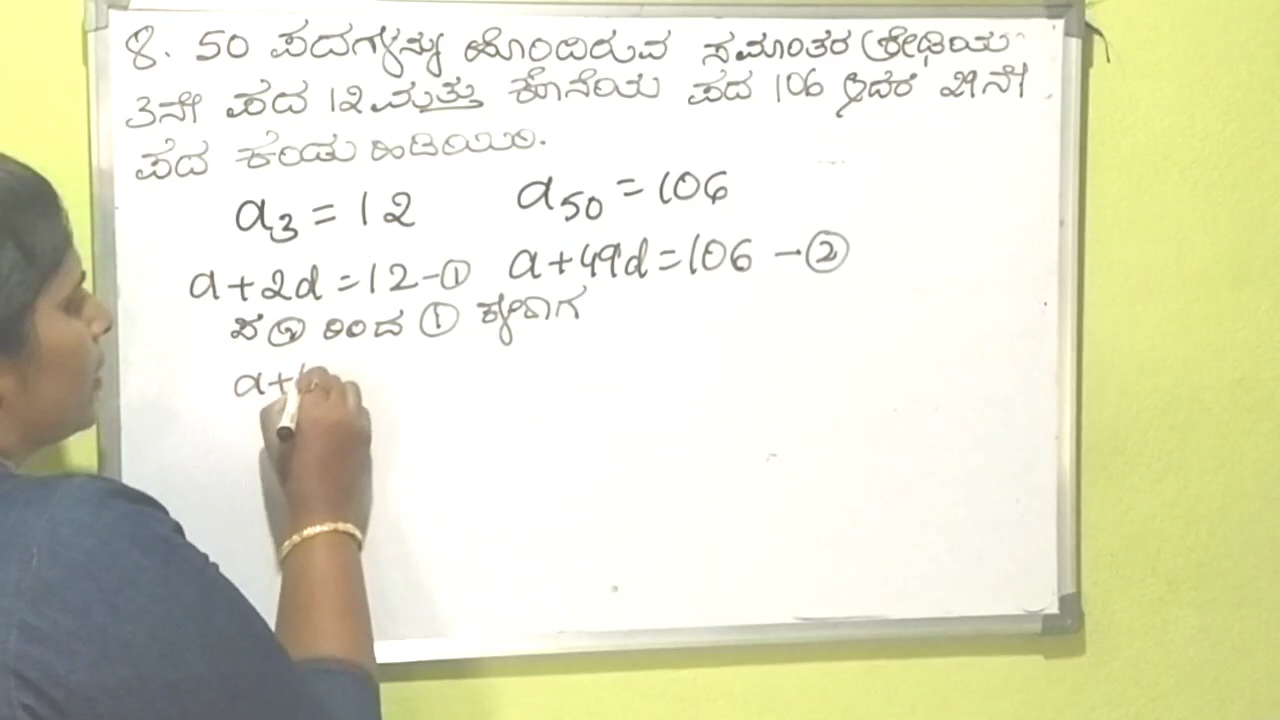 8. 50 ಪದಗಳನ್ನು ಹೊಂದಿರುವ ಸಮಾಂತರ ಶ್ರೇಢಿಯ
3ನೇ ಪದ 12 ಮತ್ತು ಕೊನೆಯ ಪದ 106 ಆದರೆ 29ನೇ
ಪದ ಕಂಡು ಹಿಡಿಯಿರಿ.
a₃ = 12 a₅₀ = 106
a+2d = 12 - ① a+49d = 106 - ②
ಸ ② ರಿಂದ ① ಕಳೆದಾಗ
a+